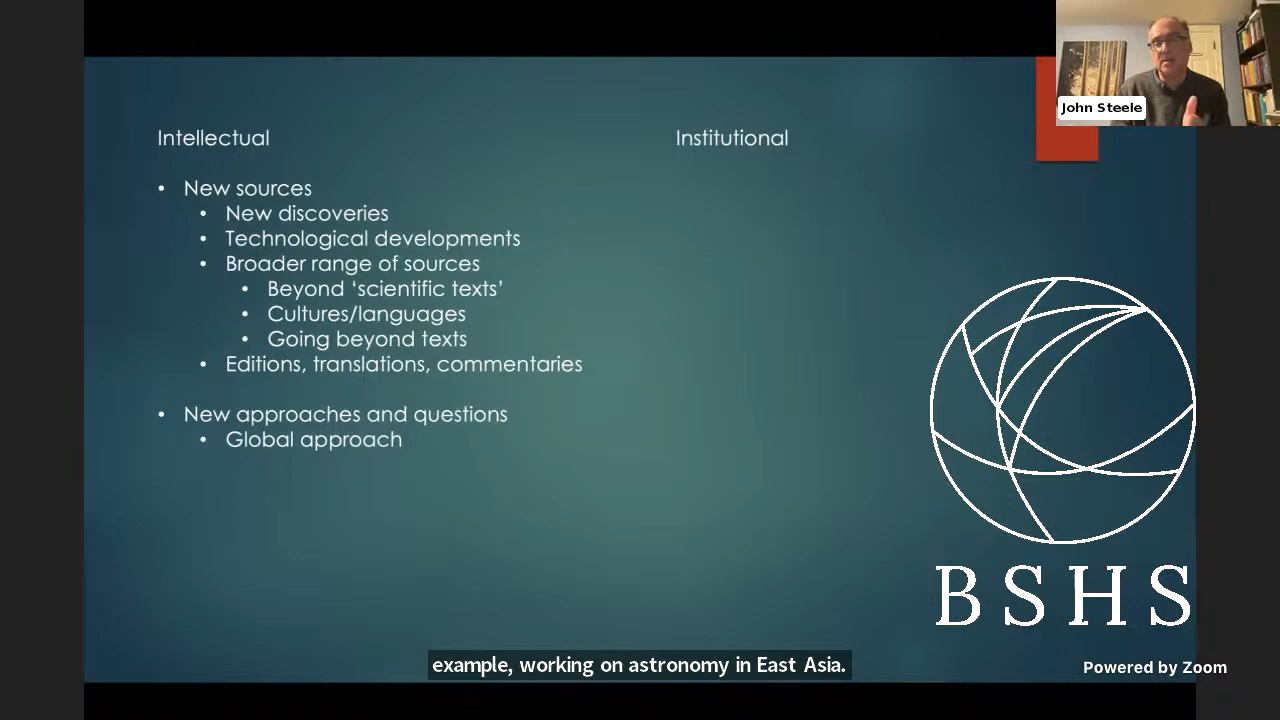 John Steele
Intellectual
Institutional
• New sources
• New discoveries
• Technological developments
• Broader range of sources
• Beyond ‘scientific texts’
• Cultures/languages
• Going beyond texts
• Editions, translations, commentaries
• New approaches and questions
• Global approach
BSHS
example, working on astronomy in East Asia.
Powered by Zoom